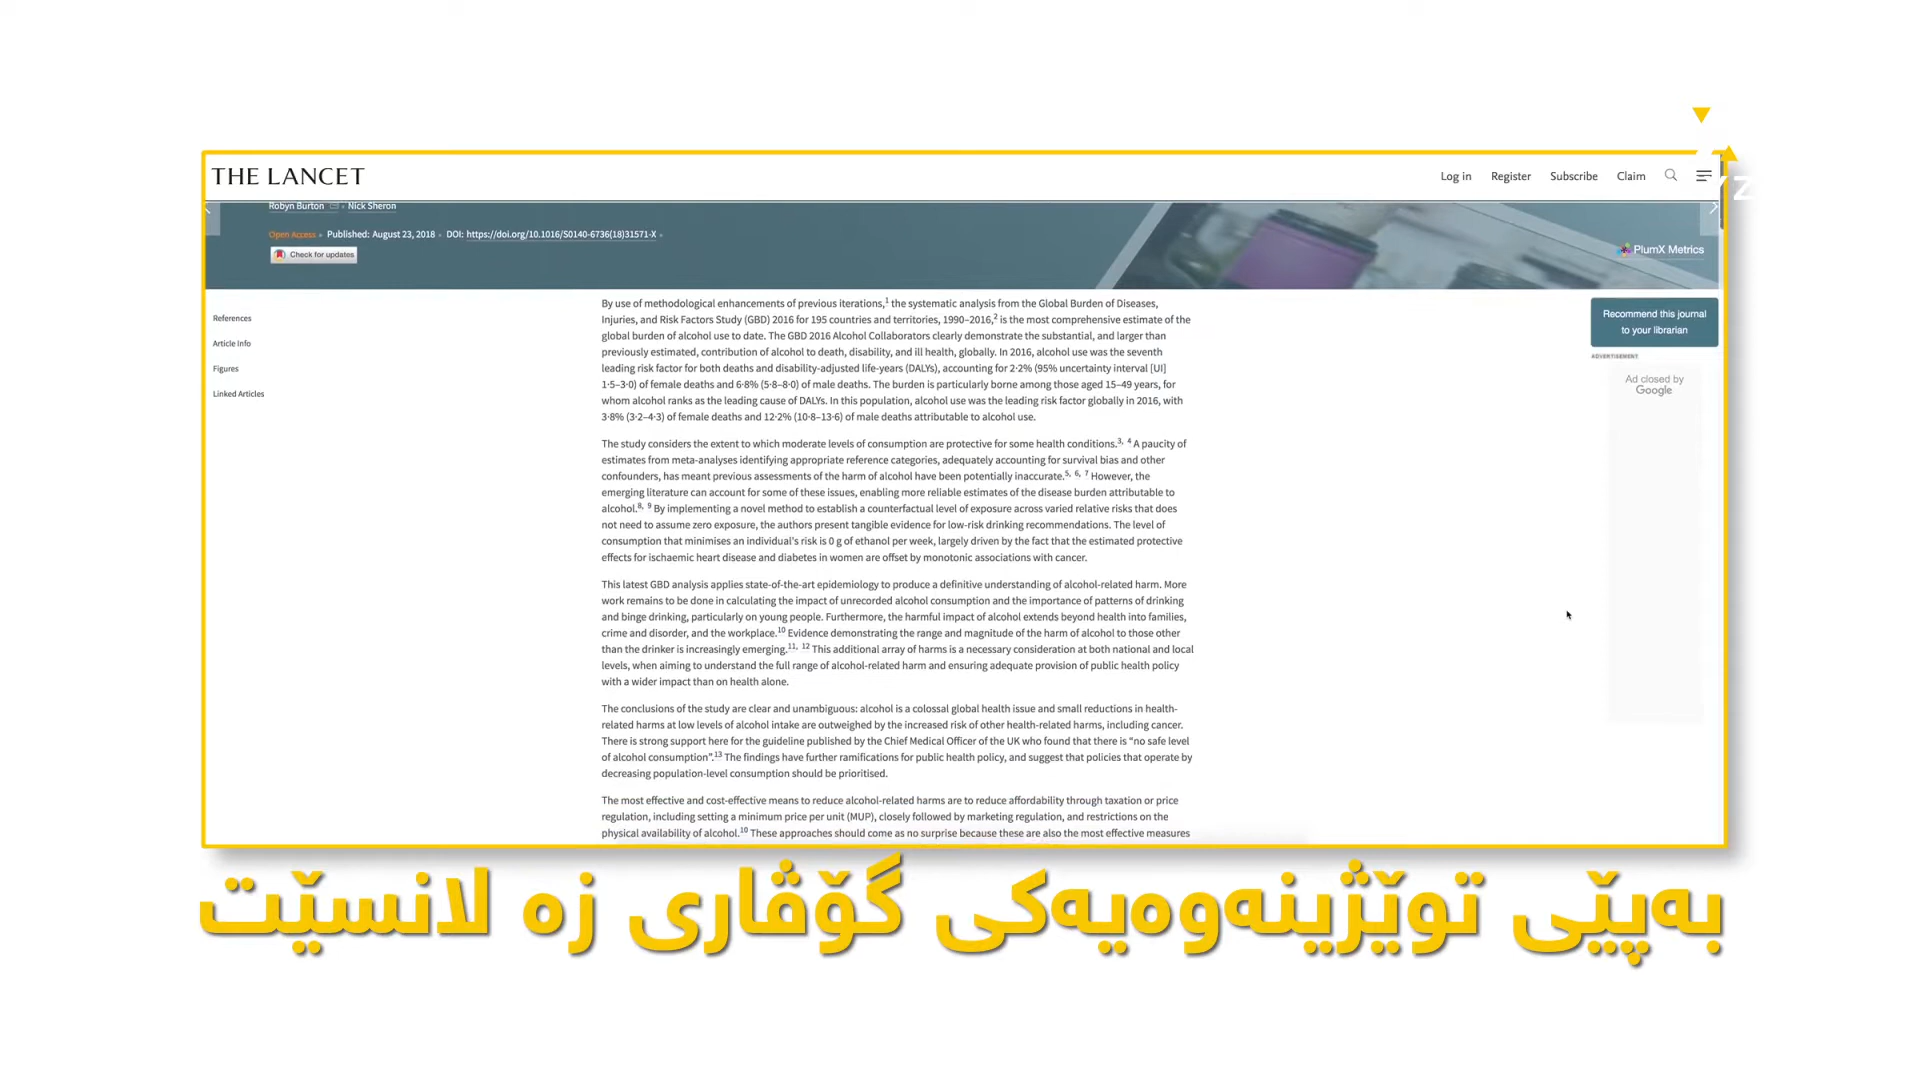 THE LANCET
Log in Register Subscribe Claim
Robyn Burton Nick Sheron
Open Access Published: August 23, 2018 DOI: https://doi.org/10.1016/S0140-6736(18)31571-X
Check for updates
PlumX Metrics
References
Article Info
Figures
Linked Articles
By use of methodological enhancements of previous iterations,1 the systematic analysis from the Global Burden of Diseases,
Injuries, and Risk Factors Study (GBD) 2016 for 195 countries and territories, 1990–2016,2 is the most comprehensive estimate of the
global burden of alcohol use to date. The GBD 2016 Alcohol Collaborators clearly demonstrate the substantial, and larger than
previously estimated, contribution of alcohol to death, disability, and ill health, globally. In 2016, alcohol use was the seventh
leading risk factor for both deaths and disability-adjusted life-years (DALYs), accounting for 2·2% (95% uncertainty interval [UI]
1·5–3·0) of female deaths and 6·8% (5·8–8·0) of male deaths. The burden is particularly borne among those aged 15–49 years, for
whom alcohol ranks as the leading cause of DALYs. In this population, alcohol use was the leading risk factor globally in 2016, with
3·8% (3·2–4·3) of female deaths and 12·2% (10·8–13·6) of male deaths attributable to alcohol use.
The study considers the extent to which moderate levels of consumption are protective for some health conditions.3, 4 A paucity of
estimates from meta-analyses identifying appropriate reference categories, adequately accounting for survival bias and other
confounders, has meant previous assessments of the harm of alcohol have been potentially inaccurate.5, 6, 7 However, the
emerging literature can account for some of these issues, enabling more reliable estimates of the disease burden attributable to
alcohol.8, 9 By implementing a novel method to establish a counterfactual level of exposure across varied relative risks that does
not need to assume zero exposure, the authors present tangible evidence for low-risk drinking recommendations. The level of
consumption that minimises an individual's risk is 0 g of ethanol per week, largely driven by the fact that the estimated protective
effects for ischaemic heart disease and diabetes in women are offset by monotonic associations with cancer.
This latest GBD analysis applies state-of-the-art epidemiology to produce a definitive understanding of alcohol-related harm. More
work remains to be done in calculating the impact of unrecorded alcohol consumption and the importance of patterns of drinking
and binge drinking, particularly on young people. Furthermore, the harmful impact of alcohol extends beyond health into families,
crime and disorder, and the workplace.10 Evidence demonstrating the range and magnitude of the harm of alcohol to those other
than the drinker is increasingly emerging.11, 12 This additional array of harms is a necessary consideration at both national and local
levels, when aiming to understand the full range of alcohol-related harm and ensuring adequate provision of public health policy
with a wider impact than on health alone.
The conclusions of the study are clear and unambiguous: alcohol is a colossal global health issue and small reductions in health-
related harms at low levels of alcohol intake are outweighed by the increased risk of other health-related harms, including cancer.
There is strong support here for the guideline published by the Chief Medical Officer of the UK who found that there is “no safe level
of alcohol consumption”.13 The findings have further ramifications for public health policy, and suggest that policies that operate by
decreasing population-level consumption should be prioritised.
The most effective and cost-effective means to reduce alcohol-related harms are to reduce affordability through taxation or price
regulation, including setting a minimum price per unit (MUP), closely followed by marketing regulation, and restrictions on the
physical availability of alcohol.10 These approaches should come as no surprise because these are also the most effective measures
Recommend this journal
to your librarian
ADVERTISEMENT
Ad closed by
Google
بەپێی توێژینەوەیەکی گۆڤاری زە لانسێت